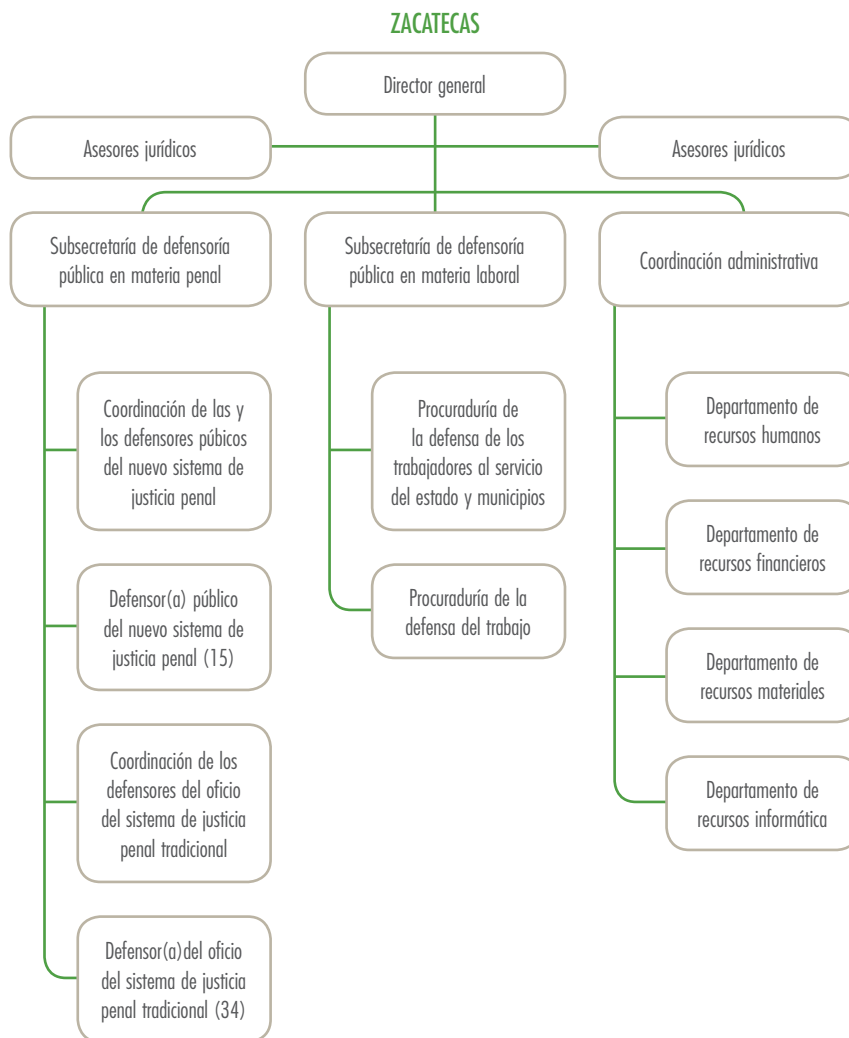 ZACATECAS
Director general
Asesores jurídicos
Asesores jurídicos
Subsecretaría de defensoría
pública en materia penal
Subsecretaría de defensoría
pública en materia laboral
Coordinación administrativa
Coordinación de las y
los defensores púbicos
del nuevo sistema de
justicia penal
Defensor(a) público
del nuevo sistema de
justicia penal (15)
Coordinación de los
defensores del oficio
del sistema de justicia
penal tradicional
Defensor(a)del oficio
del sistema de justicia
penal tradicional (34)
Procuraduría de
la defensa de los
trabajadores al servicio
del estado y municipios
Procuraduría de la
defensa del trabajo
Departamento de
recursos humanos
Departamento de
recursos financieros
Departamento de
recursos materiales
Departamento de
recursos informática